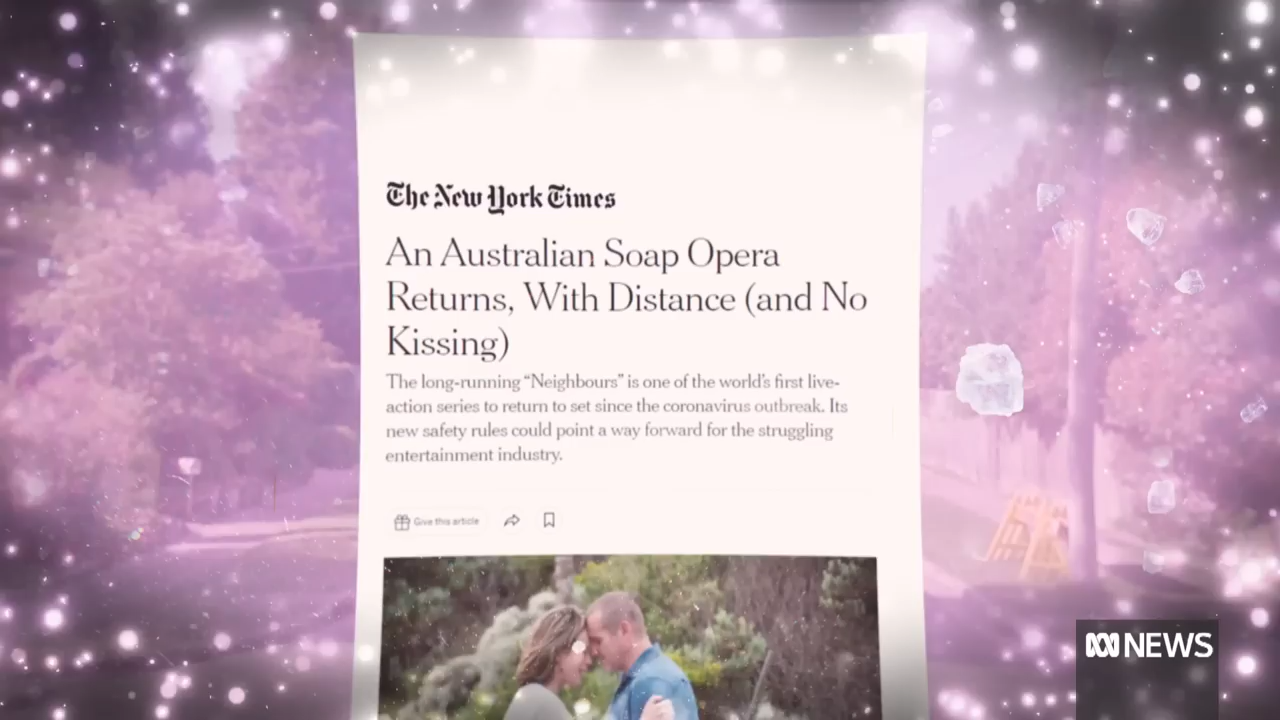 The New York Times
An Australian Soap Opera
Returns, With Distance (and No
Kissing)
The long-running “Neighbours” is one of the world’s first live-
action series to return to set since the coronavirus outbreak. Its
new safety rules could point a way forward for the struggling
entertainment industry.
Give this article
NEWS